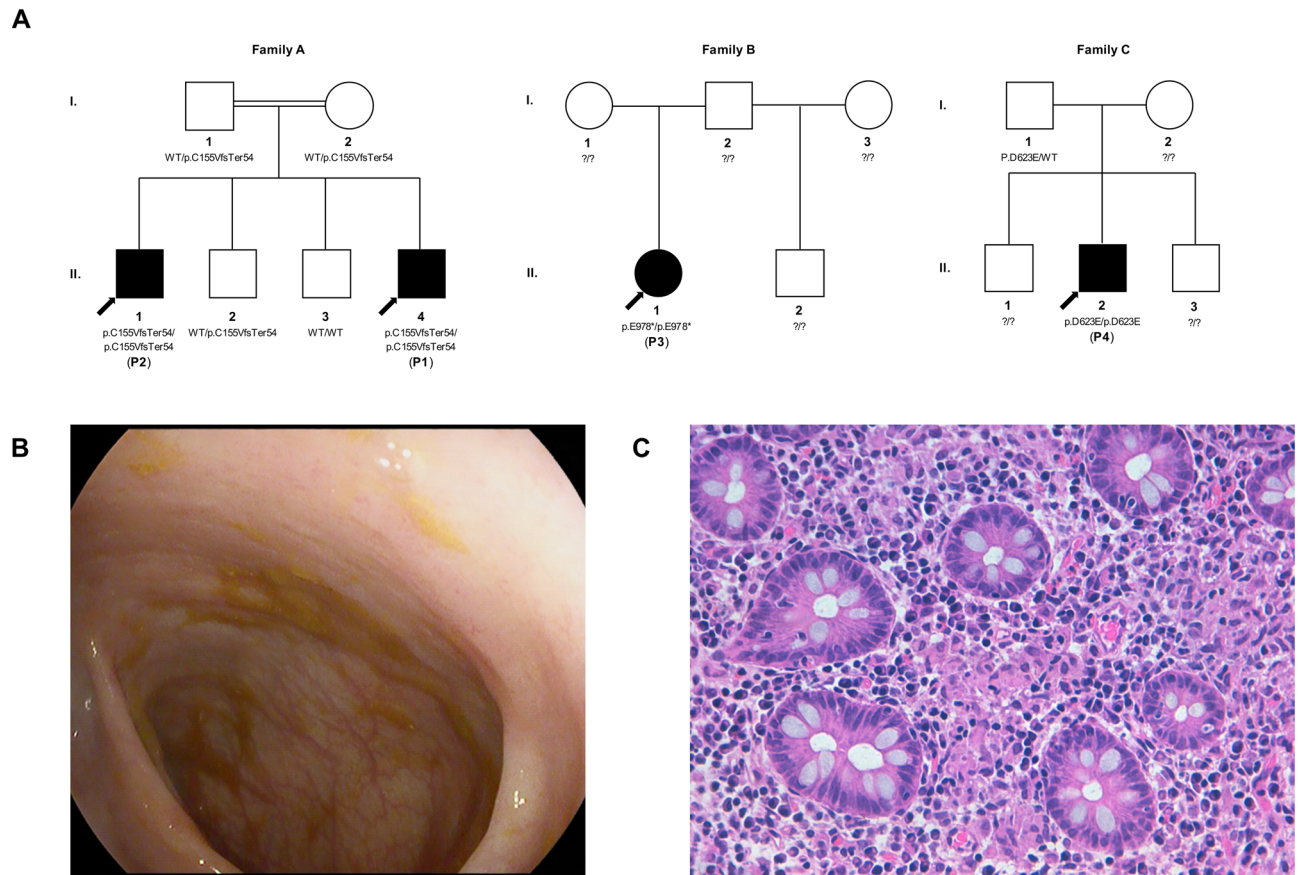 A
Family A
Family B
Family C
I.
1
WT/p.C155VfsTer54
2
WT/p.C155VfsTer54
I.
1
?/?
2
?/?
3
?/?
I.
1
P.D623E/WT
2
?/?
II.
1
p.C155VfsTer54/
p.C155VfsTer54
(P2)
2
WT/p.C155VfsTer54
3
WT/WT
4
p.C155VfsTer54/
p.C155VfsTer54
(P1)
II.
1
p.E978*/p.E978*
(P3)
2
?/?
II.
1
?/?
2
p.D623E/p.D623E
(P4)
3
?/?
B
C